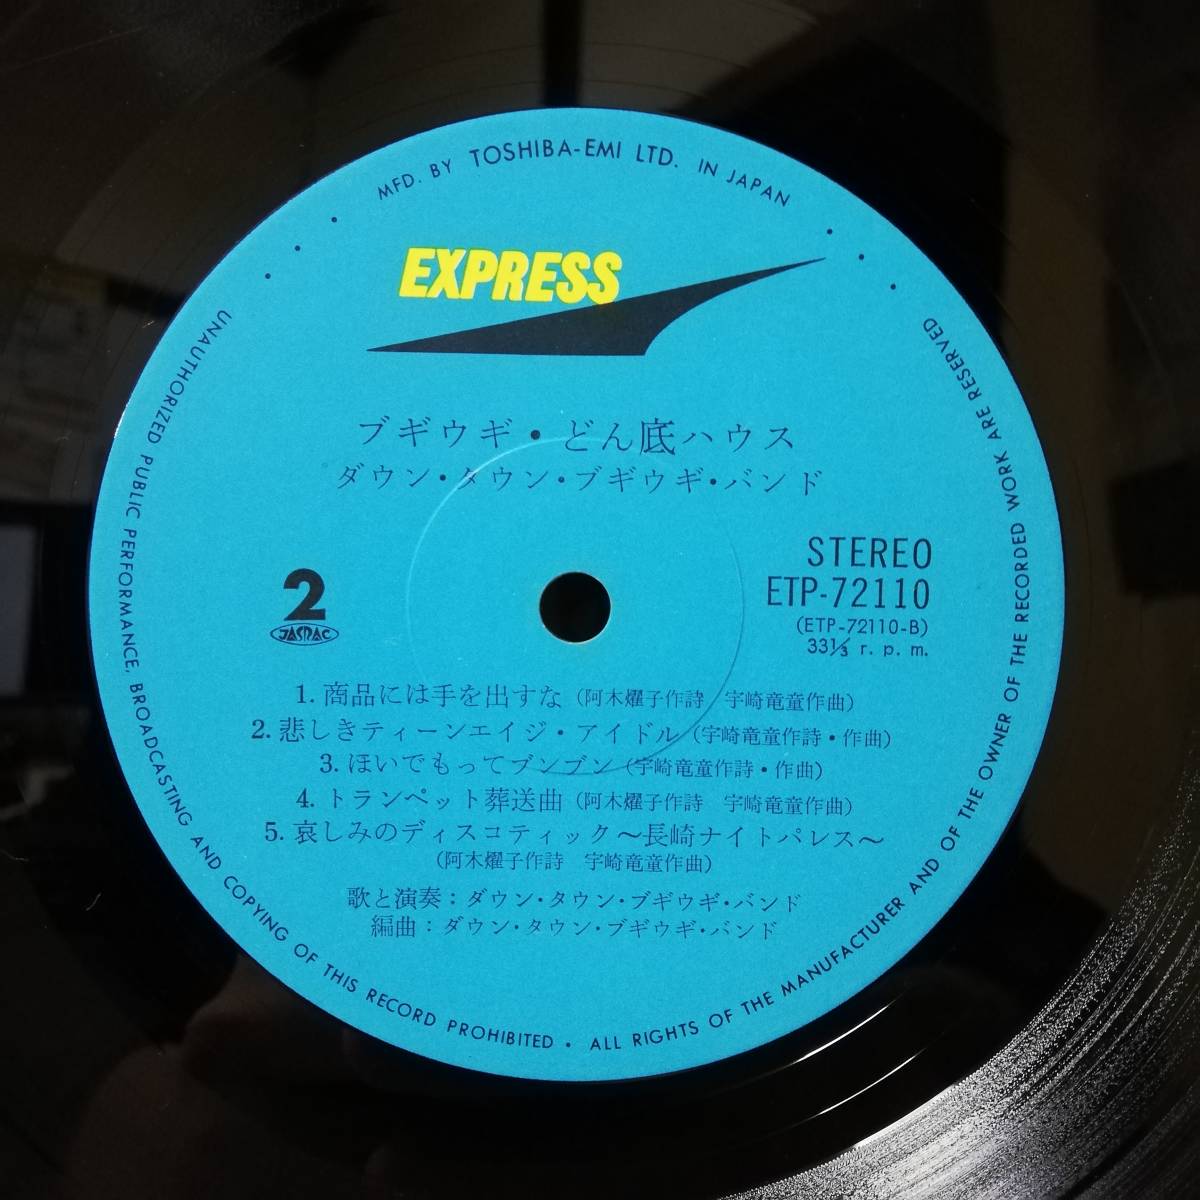 MFD. BY TOSHIBA-EMI LTD. IN JAPAN
EXPRESS
ブギウギ・どん底ハウス
ダウン・タウン・ブギウギ・バンド
STEREO
ETP-72110
(ETP-72110-B)
33⅓ r. p. m.
2
JASRAC
1. 商品には手を出すな (阿木燿子作詩 宇崎竜童作曲)
2. 悲しきティーンエイジ・アイドル (宇崎竜童作詩・作曲)
3. ほいでもってブンブン (宇崎竜童作詩・作曲)
4. トランペット葬送曲 (阿木燿子作詩 宇崎竜童作曲)
5. 哀しみのディスコティック〜長崎ナイトパレス〜
(阿木燿子作詩 宇崎竜童作曲)
歌と演奏：ダウン・タウン・ブギウギ・バンド
編曲：ダウン・タウン・ブギウギ・バンド
UNAUTHORIZED PUBLIC PERFORMANCE, BROADCASTING AND COPYING OF THIS RECORD PROHIBITED • ALL RIGHTS OF THE MANUFACTURER AND OF THE OWNER OF THE RECORDED WORK ARE RESERVED